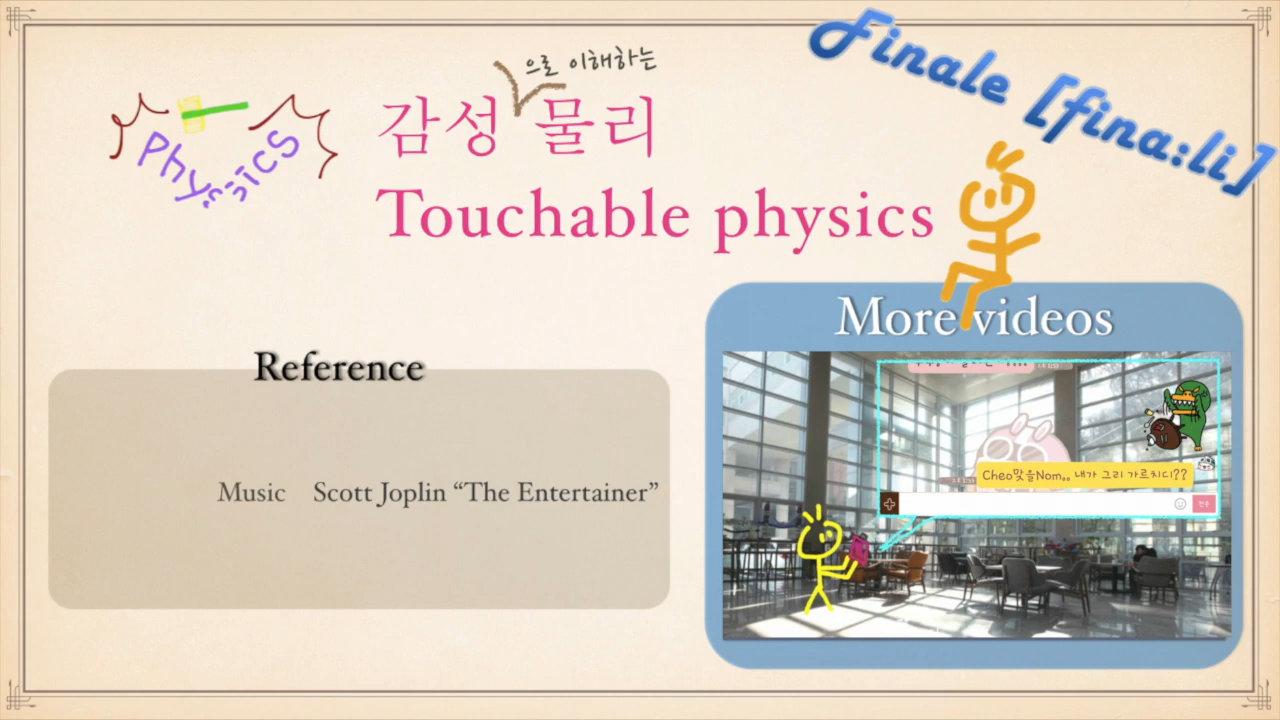 Finale [fina:li]
으로 이해하는
감성 물리
Physics
Touchable physics
More videos
Reference
Music Scott Joplin “The Entertainer”
Cheo맞을Nom｡｡ 내가 그리 가르치디??
전송